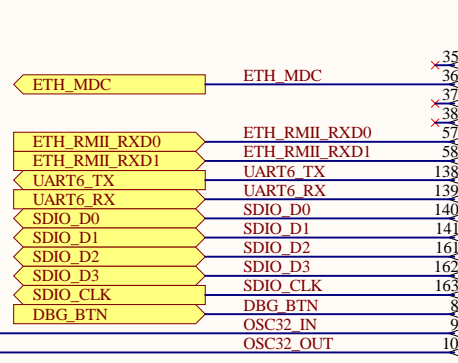 35
ETH_MDC ETH_MDC 36
37
38
ETH_RMII_RXD0 ETH_RMII_RXD0 57
ETH_RMII_RXD1 ETH_RMII_RXD1 58
UART6_TX UART6_TX 138
UART6_RX UART6_RX 139
SDIO_D0 SDIO_D0 140
SDIO_D1 SDIO_D1 141
SDIO_D2 SDIO_D2 161
SDIO_D3 SDIO_D3 162
SDIO_CLK SDIO_CLK 163
DBG_BTN DBG_BTN 8
OSC32_IN 9
OSC32_OUT 10